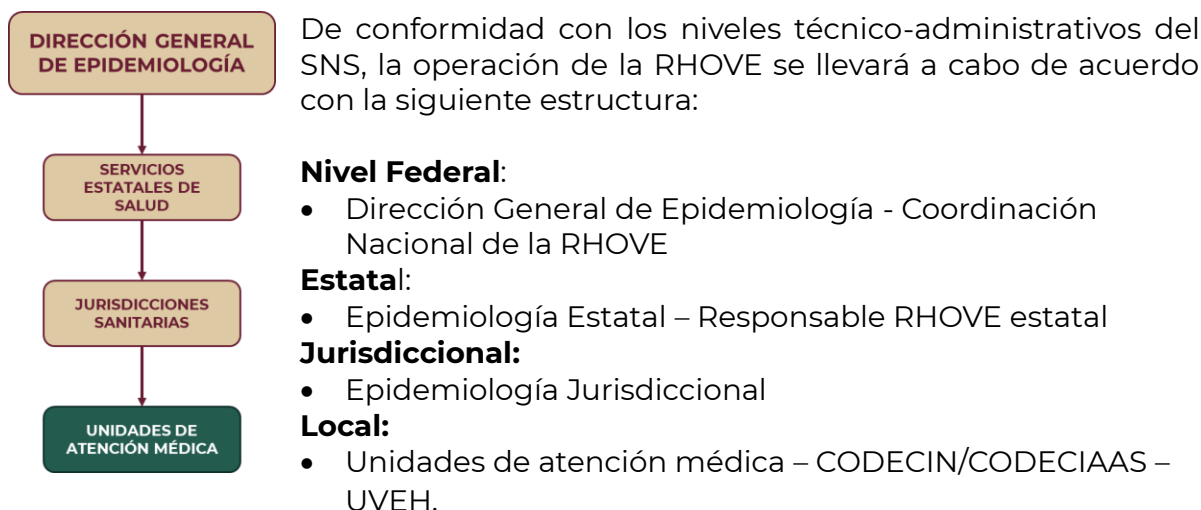 DIRECCIÓN GENERAL
DE EPIDEMIOLOGÍA
SERVICIOS
ESTATALES DE
SALUD
JURISDICCIONES
SANITARIAS
UNIDADES DE
ATENCIÓN MÉDICA
De conformidad con los niveles técnico-administrativos del
SNS, la operación de la RHOVE se llevará a cabo de acuerdo
con la siguiente estructura:
Nivel Federal:
• Dirección General de Epidemiología - Coordinación
Nacional de la RHOVE
Estatal:
• Epidemiología Estatal – Responsable RHOVE estatal
Jurisdiccional:
• Epidemiología Jurisdiccional
Local:
• Unidades de atención médica – CODECIN/CODECIAAS –
UVEH.